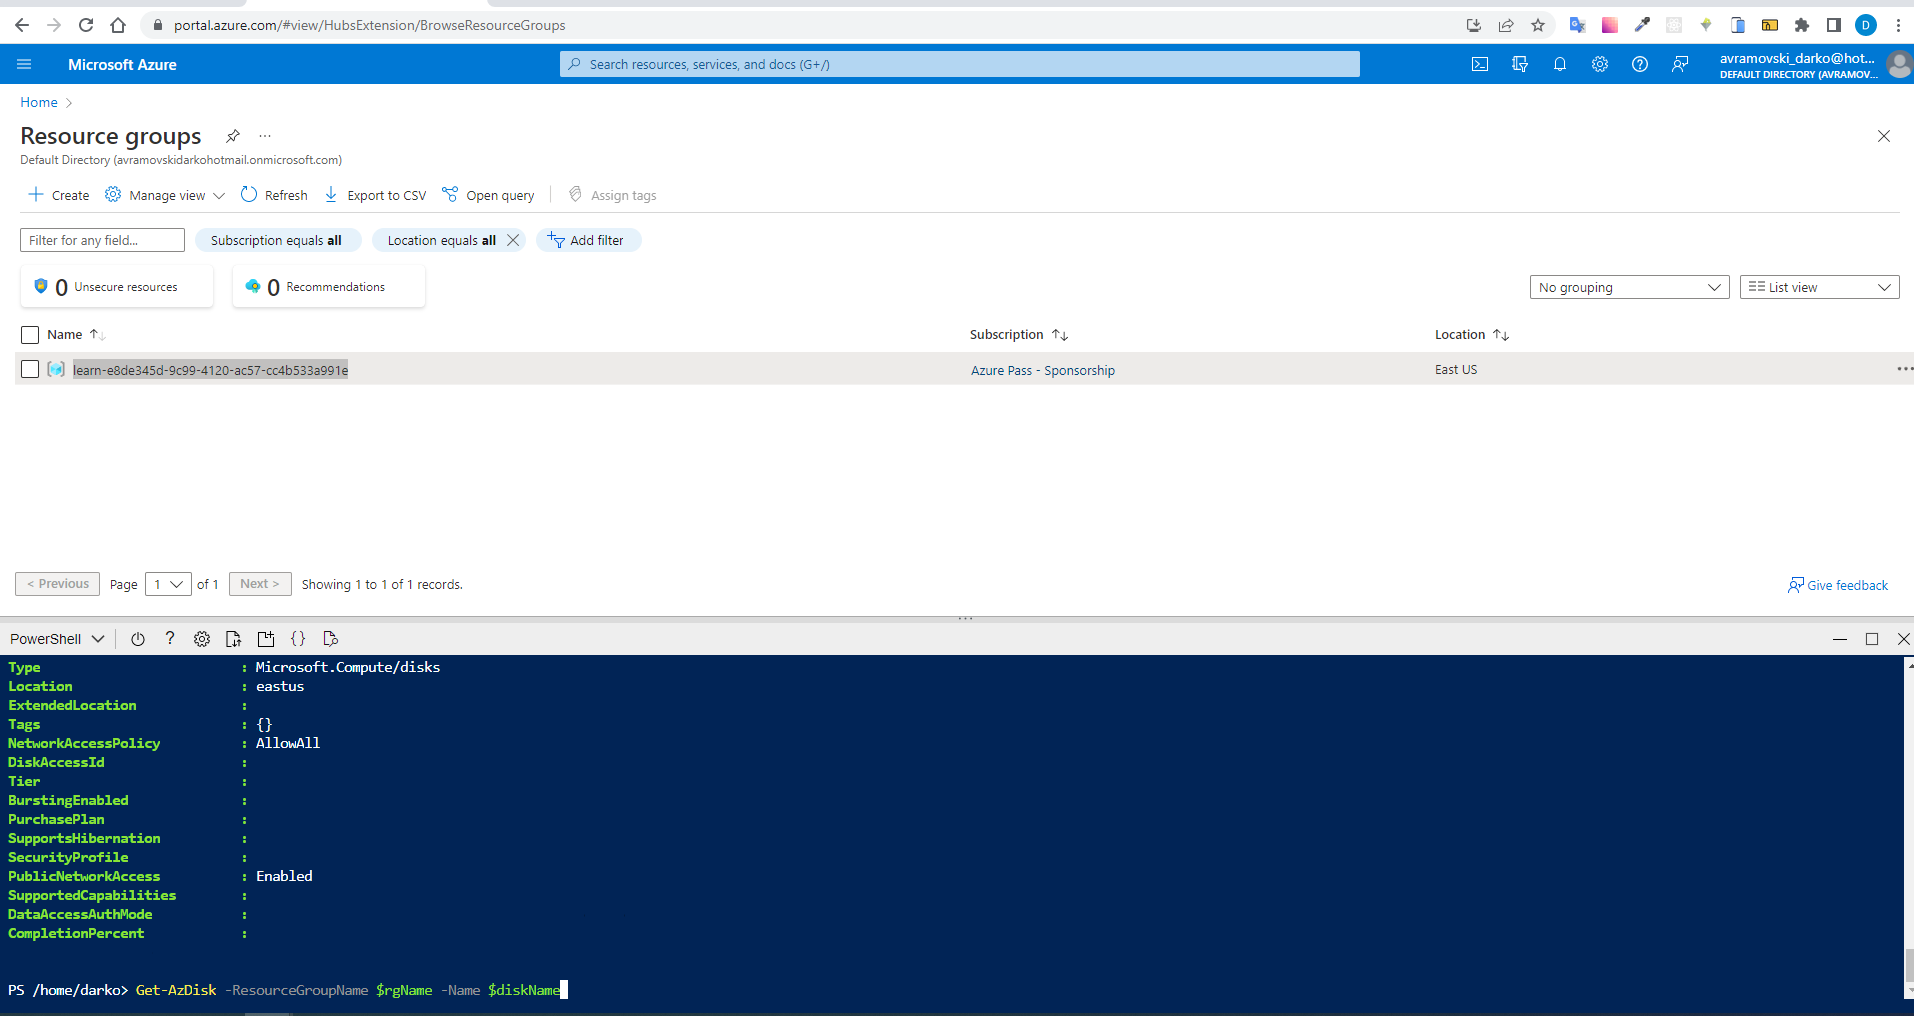 portal.azure.com/#view/HubsExtension/BrowseResourceGroups
D
Microsoft Azure
Search resources, services, and docs (G+/)
avramovski_darko@hot...
DEFAULT DIRECTORY (AVRAMOV...
Home >
Resource groups
Default Directory (avramovskidarkohotmail.onmicrosoft.com)
Create
Manage view
Refresh
Export to CSV
Open query
Assign tags
Filter for any field...
Subscription equals all
Location equals all
Add filter
0 Unsecure resources
0 Recommendations
No grouping
List view
Name
Subscription
Location
learn-e8de345d-9c99-4120-ac57-cc4b533a991e
Azure Pass - Sponsorship
East US
< Previous
Page 1 of 1
Next >
Showing 1 to 1 of 1 records.
Give feedback
PowerShell
Type : Microsoft.Compute/disks
Location : eastus
ExtendedLocation :
Tags : {}
NetworkAccessPolicy : AllowAll
DiskAccessId :
Tier :
BurstingEnabled :
PurchasePlan :
SupportsHibernation :
SecurityProfile :
PublicNetworkAccess : Enabled
SupportedCapabilities :
DataAccessAuthMode :
CompletionPercent :
PS /home/darko> Get-AzDisk -ResourceGroupName $rgName -Name $diskName